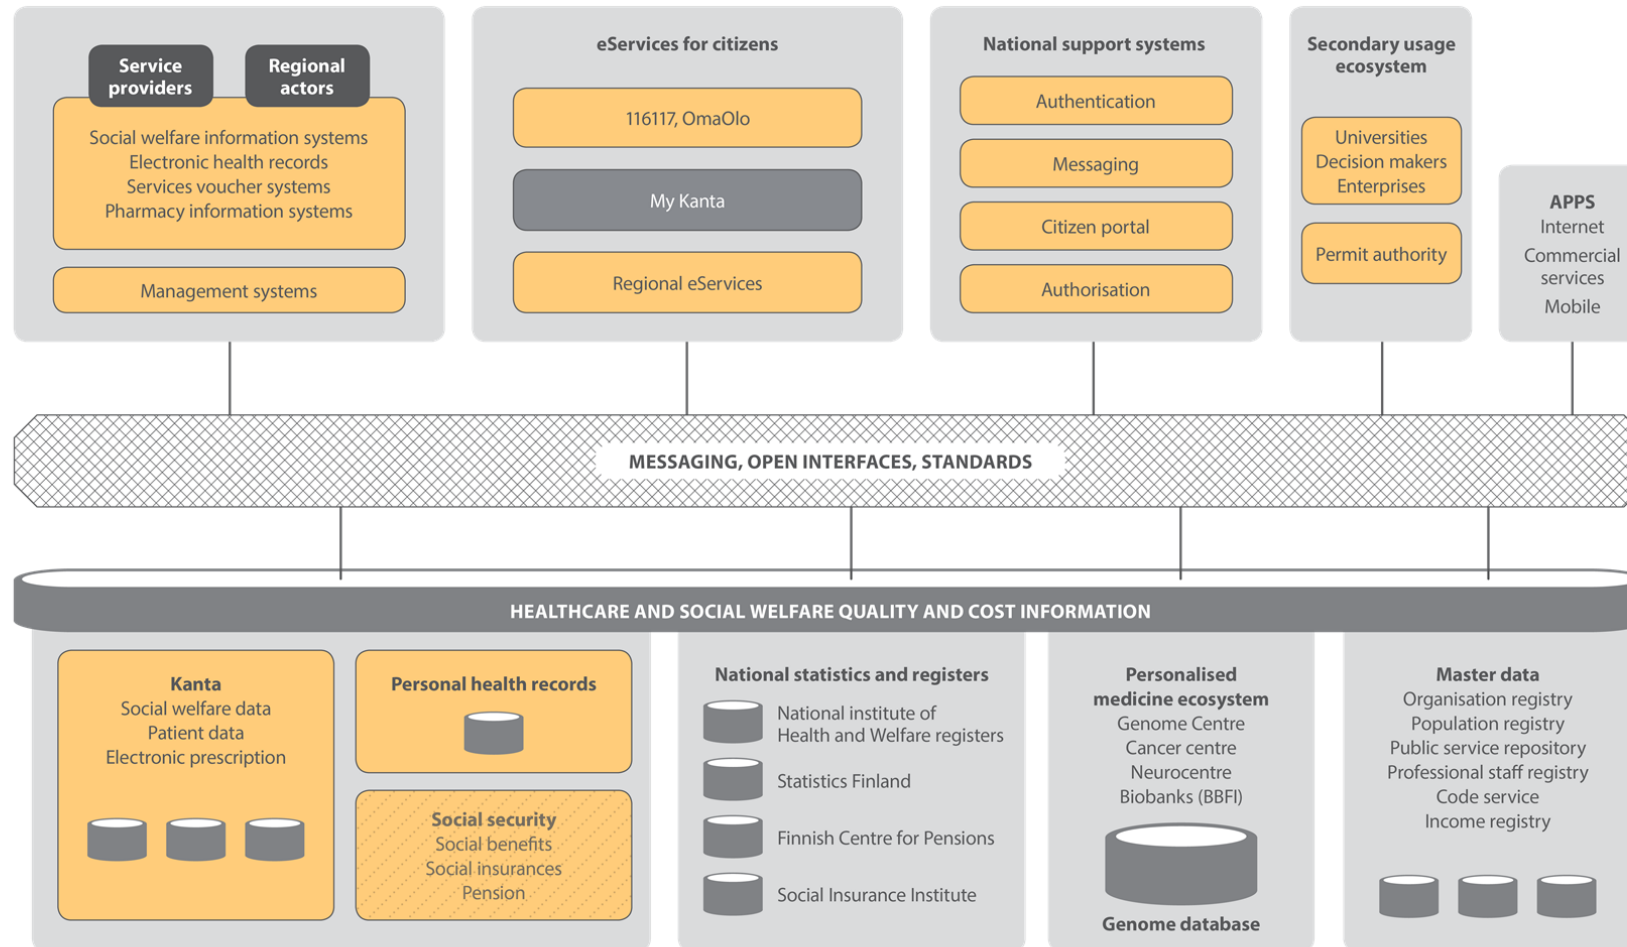 Service
providers
Regional
actors
Social welfare information systems
Electronic health records
Services voucher systems
Pharmacy information systems
Management systems
eServices for citizens
116117, OmaOlo
My Kanta
Regional eServices
National support systems
Authentication
Messaging
Citizen portal
Authorisation
Secondary usage
ecosystem
Universities
Decision makers
Enterprises
Permit authority
APPS
Internet
Commercial
services
Mobile
MESSAGING, OPEN INTERFACES, STANDARDS
HEALTHCARE AND SOCIAL WELFARE QUALITY AND COST INFORMATION
Kanta
Social welfare data
Patient data
Electronic prescription
Personal health records
Social security
Social benefits
Social insurances
Pension
National statistics and registers
National institute of
Health and Welfare registers
Statistics Finland
Finnish Centre for Pensions
Social Insurance Institute
Personalised
medicine ecosystem
Genome Centre
Cancer centre
Neurocentre
Biobanks (BBFI)
Genome database
Master data
Organisation registry
Population registry
Public service repository
Professional staff registry
Code service
Income registry